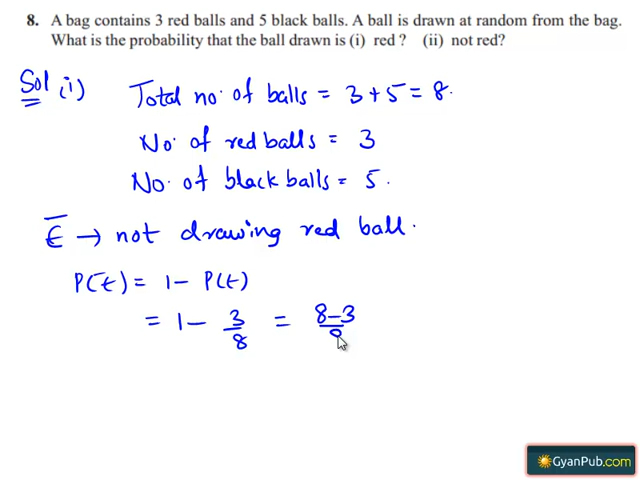 8. A bag contains 3 red balls and 5 black balls. A ball is drawn at random from the bag.
What is the probability that the ball drawn is (i) red ? (ii) not red?
Sol (i) Total no. of balls = 3 + 5 = 8.
No. of red balls = 3
No. of black balls = 5.
E̅ → not drawing red ball.
P(E̅) = 1 - P(E)
= 1 - 3/8 = 8-3/8
GyanPub.com